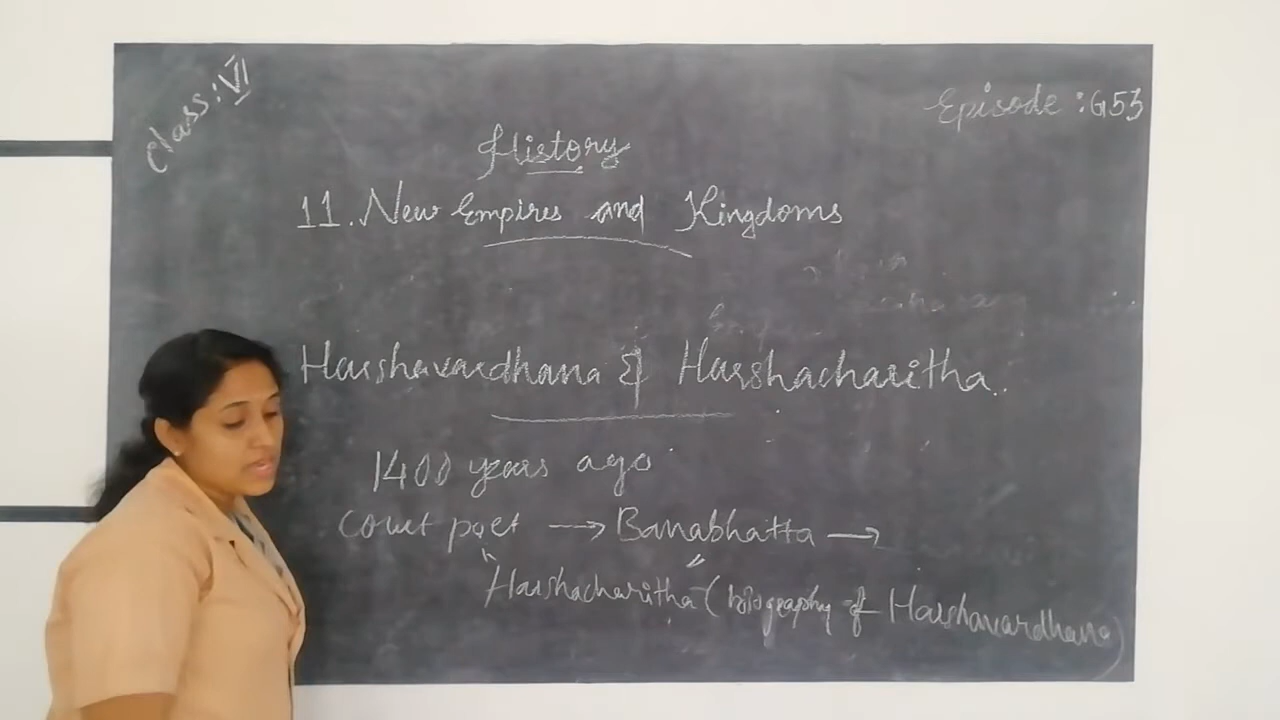 Class: VI
Episode : G53
History
11. New Empires and Kingdoms
Harshavardhana & Harshacharitha.
1400 years ago
Court poet → Banabhatta →
Harshacharitha (biography of Harshavardhana)